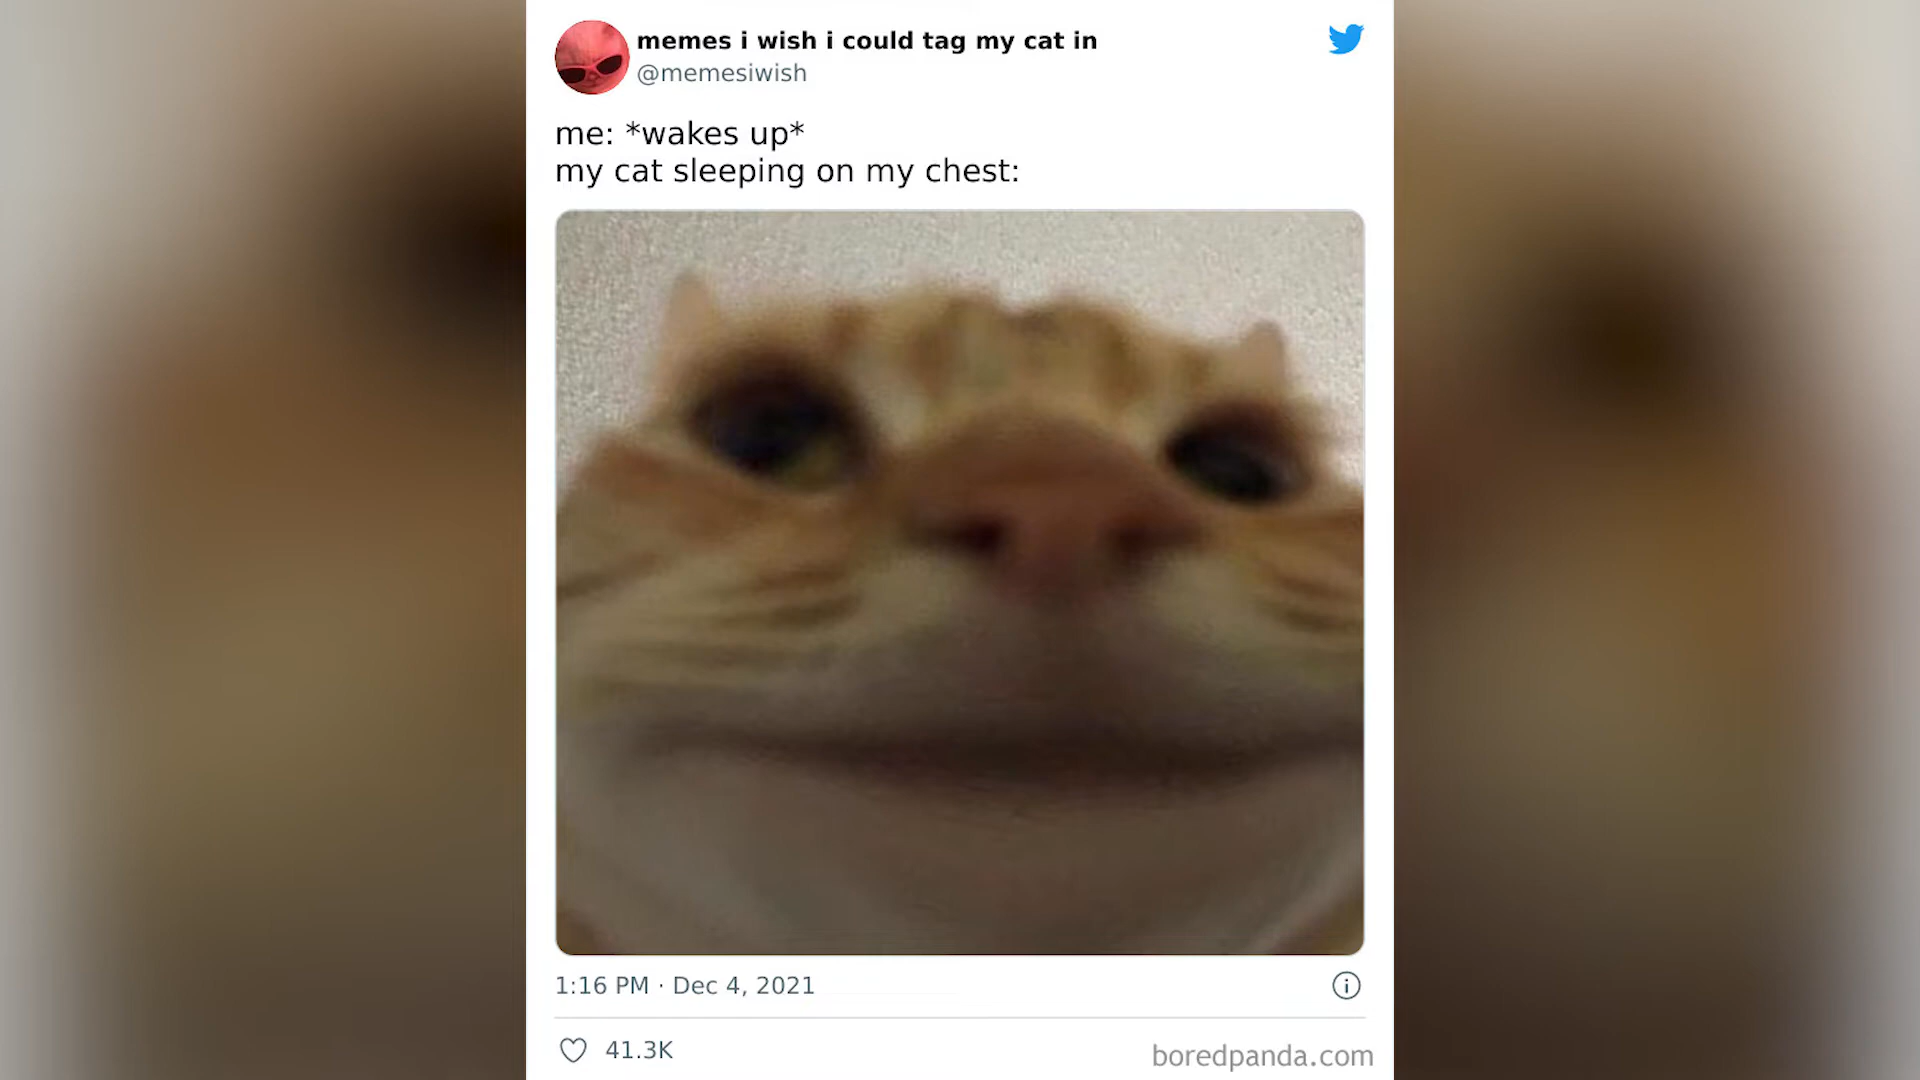 memes i wish i could tag my cat in
@memesiwish
me: *wakes up*
my cat sleeping on my chest:
1:16 PM · Dec 4, 2021
41.3K
boredpanda.com